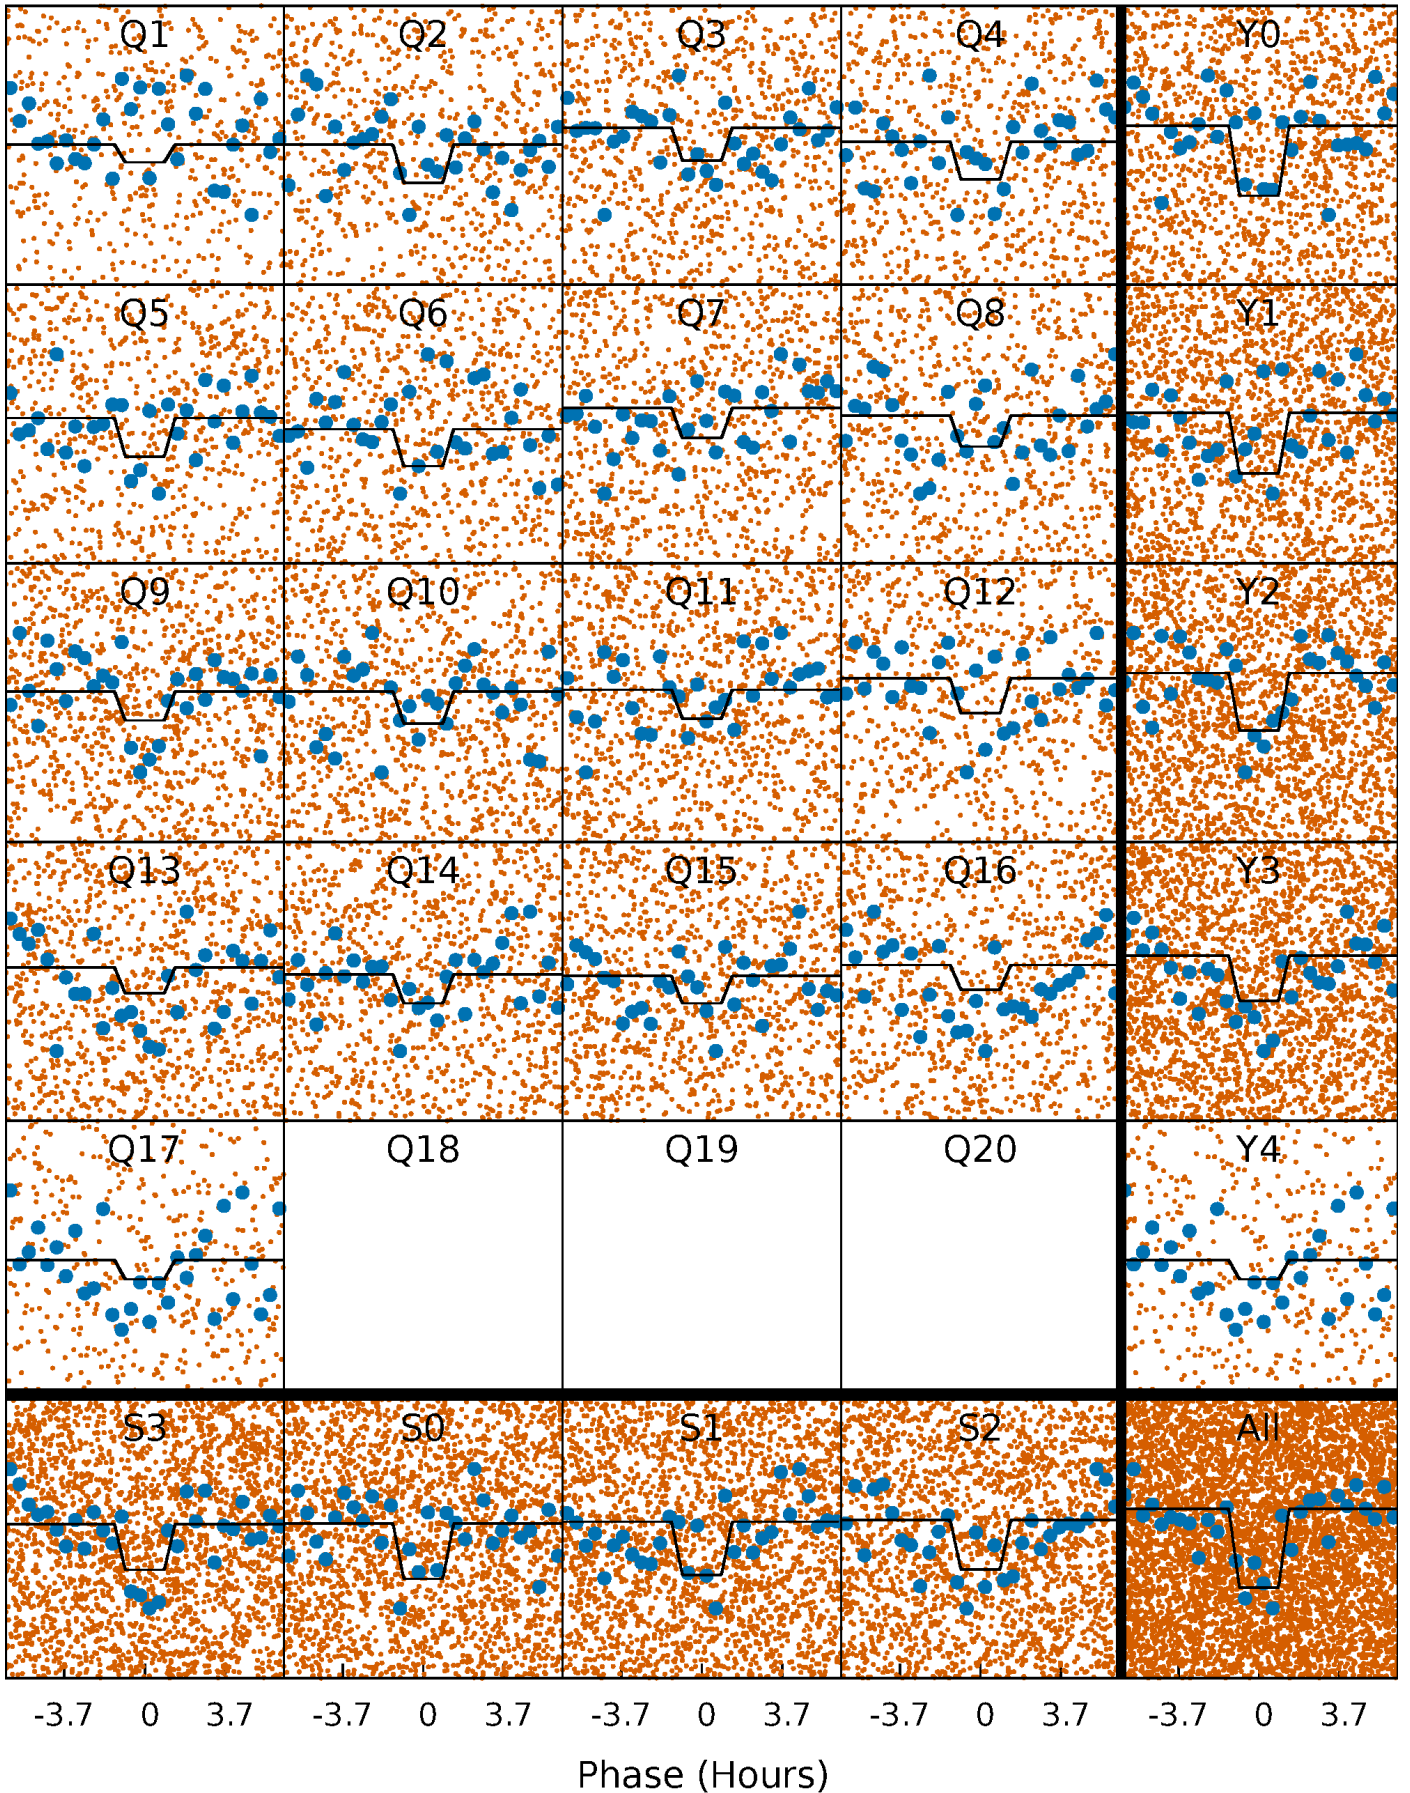 Q1 Q2 Q3 Q4 Y0
Q5 Q6 Q7 Q8 Y1
Q9 Q10 Q11 Q12 Y2
Q13 Q14 Q15 Q16 Y3
Q17 Q18 Q19 Q20 Y4
S3 S0 S1 S2 All
-3.7 0 3.7 -3.7 0 3.7 -3.7 0 3.7 -3.7 0 3.7 -3.7 0 3.7
Phase (Hours)